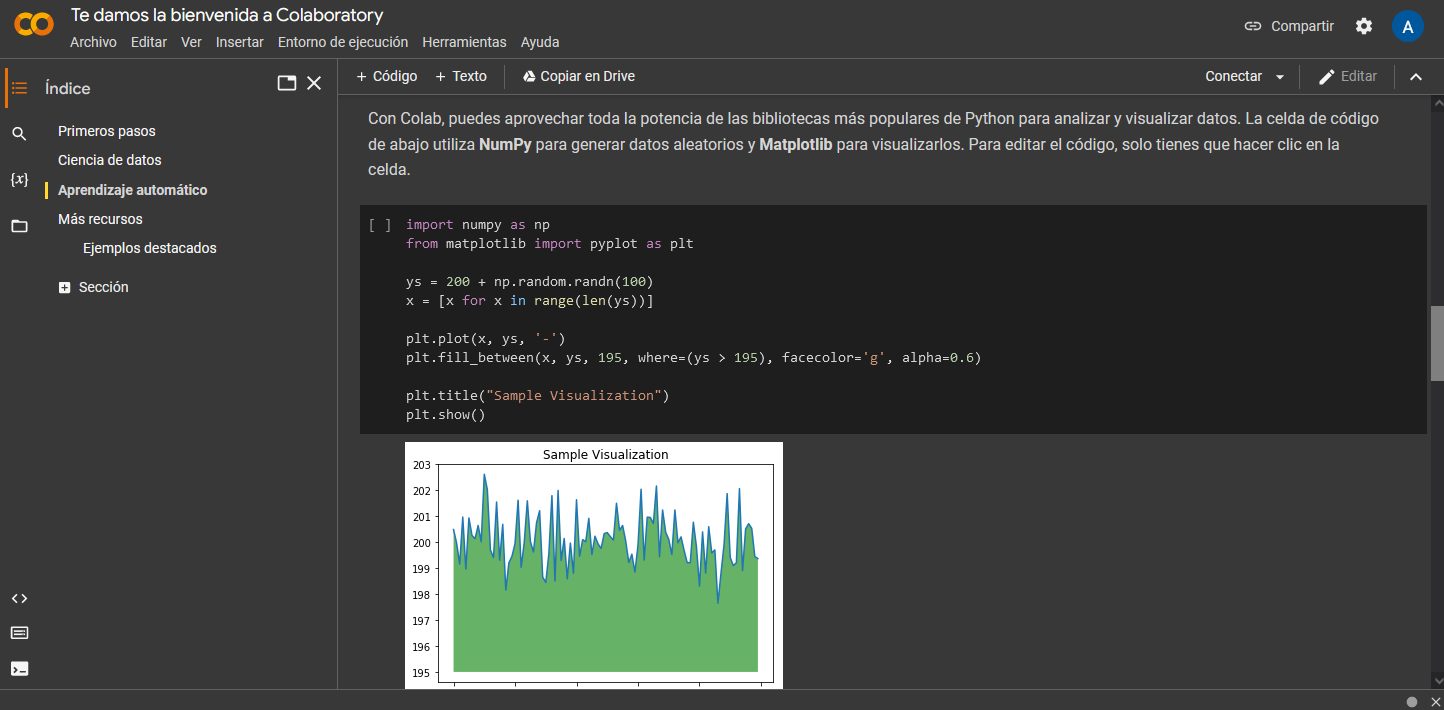 Te damos la bienvenida a Colaboratory
Archivo Editar Ver Insertar Entorno de ejecución Herramientas Ayuda
Compartir
A
Índice
Primeros pasos
Ciencia de datos
Aprendizaje automático
Más recursos
Ejemplos destacados
Sección
{x}
+ Código + Texto Copiar en Drive
Conectar Editar
Con Colab, puedes aprovechar toda la potencia de las bibliotecas más populares de Python para analizar y visualizar datos. La celda de código
de abajo utiliza NumPy para generar datos aleatorios y Matplotlib para visualizarlos. Para editar el código, solo tienes que hacer clic en la
celda.
[ ] import numpy as np
from matplotlib import pyplot as plt
ys = 200 + np.random.randn(100)
x = [x for x in range(len(ys))]
plt.plot(x, ys, '-')
plt.fill_between(x, ys, 195, where=(ys > 195), facecolor='g', alpha=0.6)
plt.title("Sample Visualization")
plt.show()
Sample Visualization
203
202
201
200
199
198
197
196
195